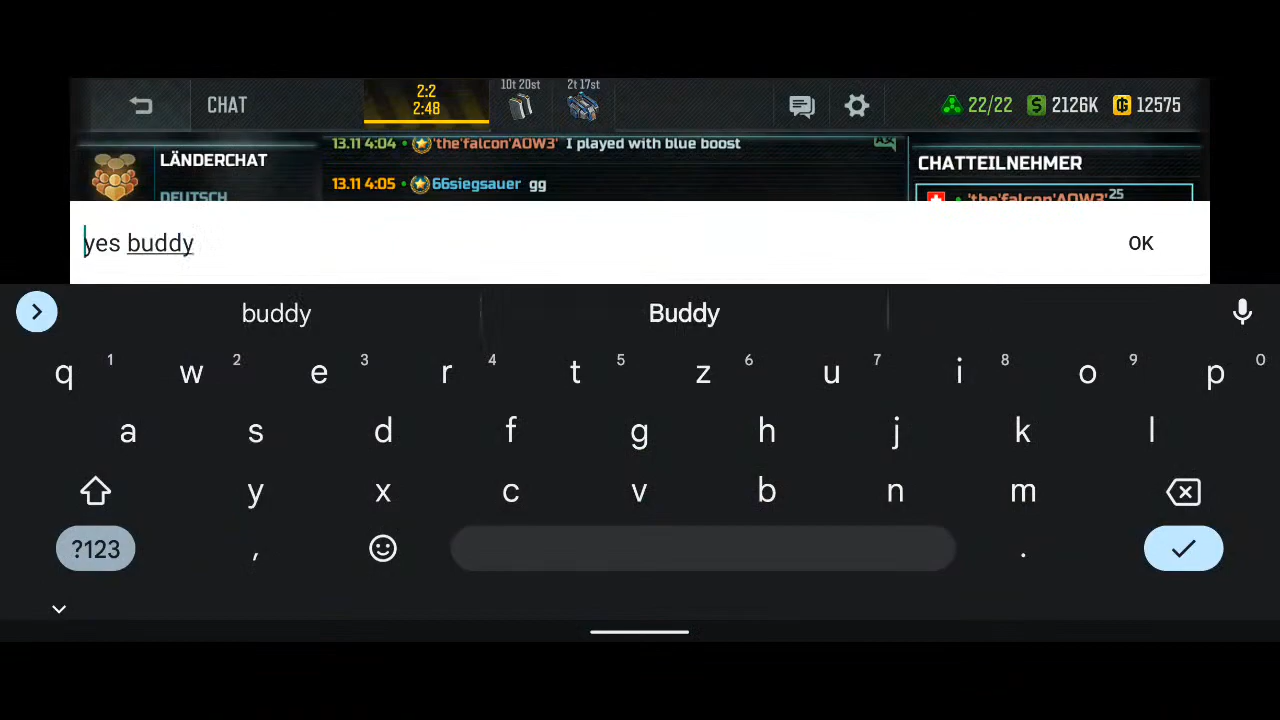 10t 20st 2t 17st
2:2
CHAT 22/22 2126K 12575
2:48
13.11 4:04 • 'the'falcon'AOW3' I played with blue boost
LÄNDERCHAT
CHATTEILNEHMER
13.11 4:05 • 66siegsauer gg
DEUTSCH
'the'falcon'AOW3' 25
yes buddy OK
buddy Buddy
1 2 3 4 5 6 7 8 9 0
q w e r t z u i o p
a s d f g h j k l
y x c v b n m
?123 , .